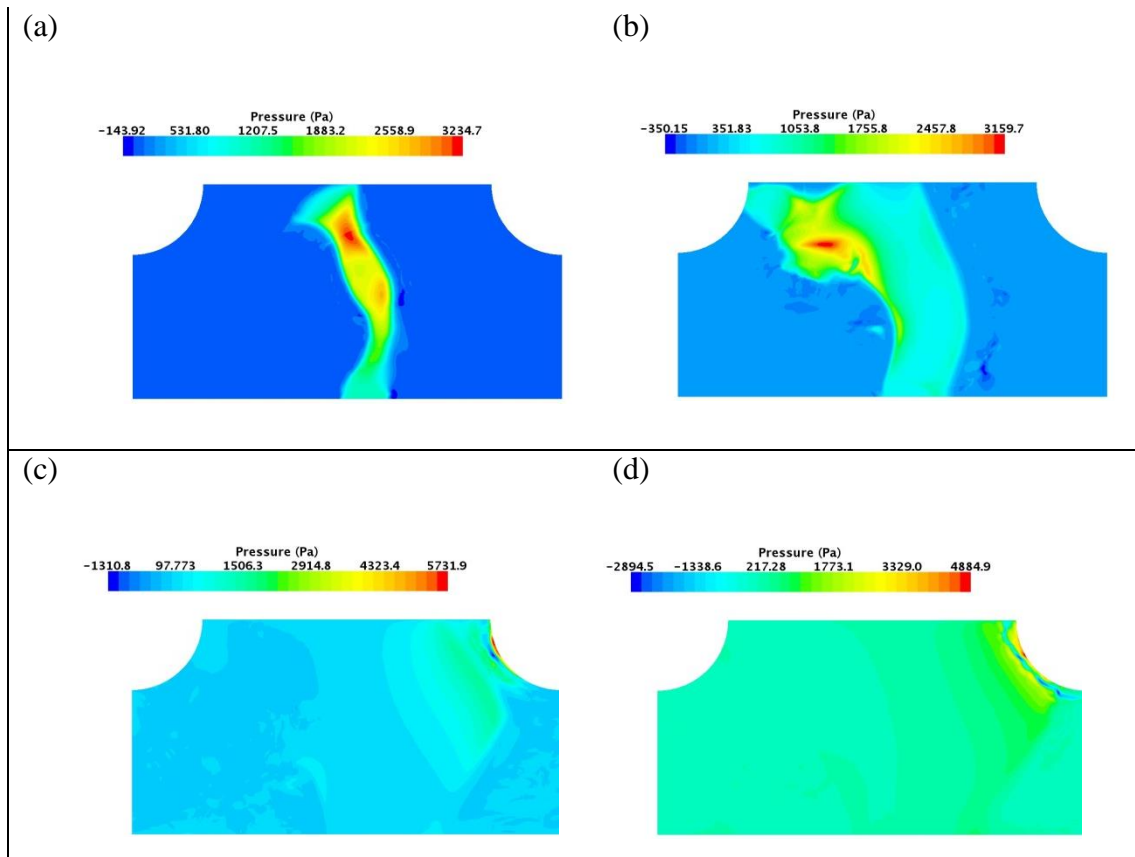 (a)
Pressure (Pa)
-143.92 531.80 1207.5 1883.2 2558.9 3234.7
(b)
Pressure (Pa)
-350.15 351.83 1053.8 1755.8 2457.8 3159.7
(c)
Pressure (Pa)
-1310.8 97.773 1506.3 2914.8 4323.4 5731.9
(d)
Pressure (Pa)
-2894.5 -1338.6 217.28 1773.1 3329.0 4884.9